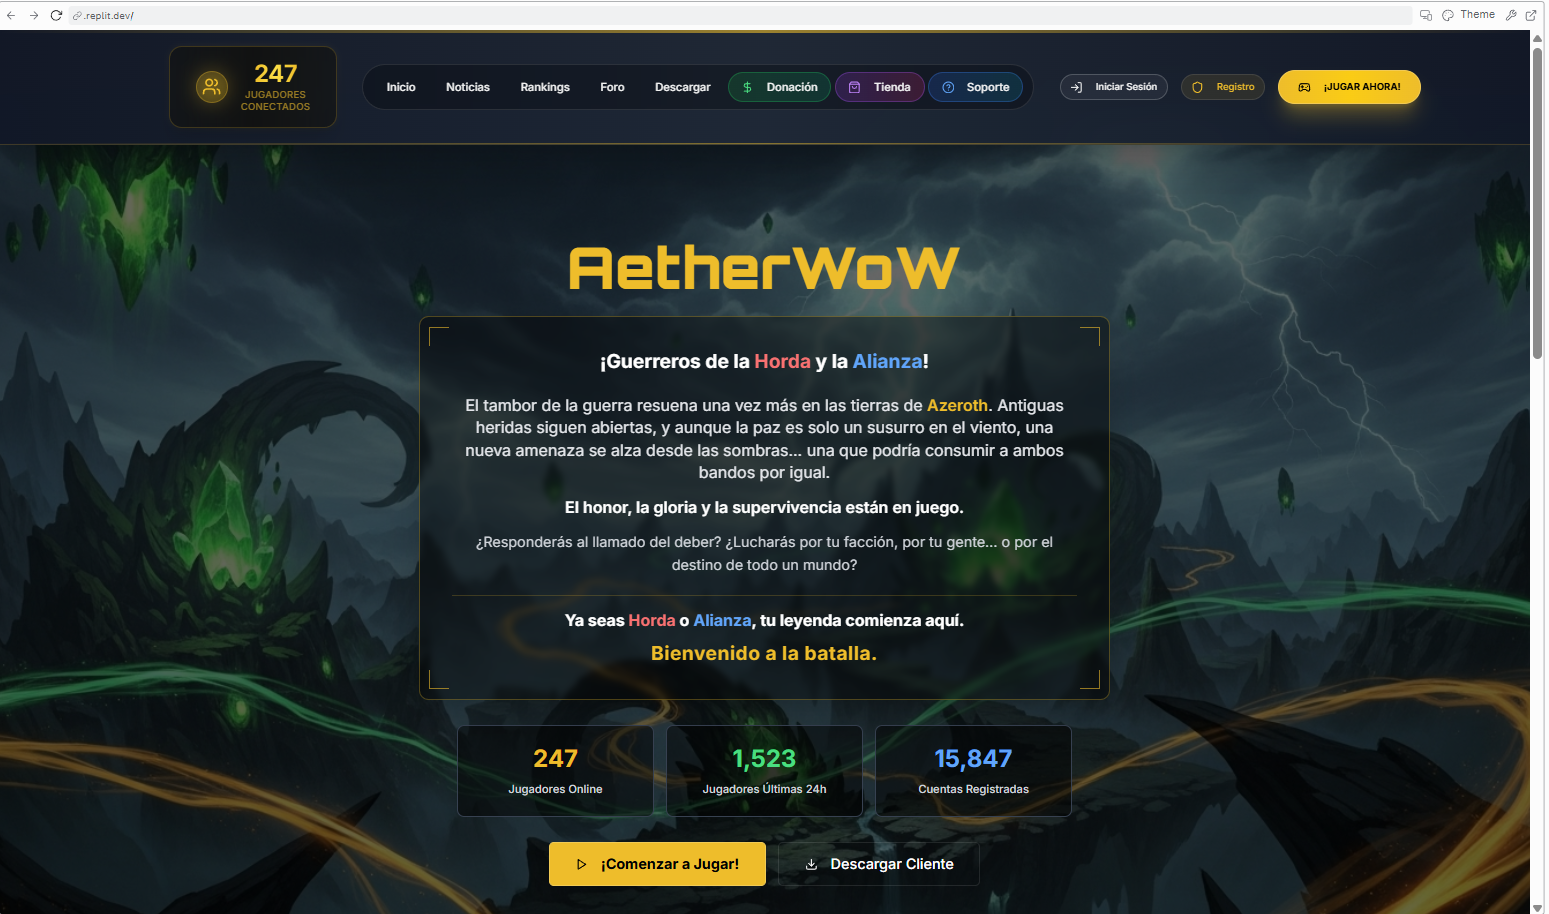 .replit.dev/
Theme
247
JUGADORES
CONECTADOS
Inicio
Noticias
Rankings
Foro
Descargar
Donación
Tienda
Soporte
Iniciar Sesión
Registro
¡JUGAR AHORA!
AetherWoW
¡Guerreros de la Horda y la Alianza!
El tambor de la guerra resuena una vez más en las tierras de Azeroth. Antiguas
heridas siguen abiertas, y aunque la paz es solo un susurro en el viento, una
nueva amenaza se alza desde las sombras... una que podría consumir a ambos
bandos por igual.
El honor, la gloria y la supervivencia están en juego.
¿Responderás al llamado del deber? ¿Lucharás por tu facción, por tu gente... o por el
destino de todo un mundo?
Ya seas Horda o Alianza, tu leyenda comienza aquí.
Bienvenido a la batalla.
247
Jugadores Online
1,523
Jugadores Últimas 24h
15,847
Cuentas Registradas
¡Comenzar a Jugar!
Descargar Cliente